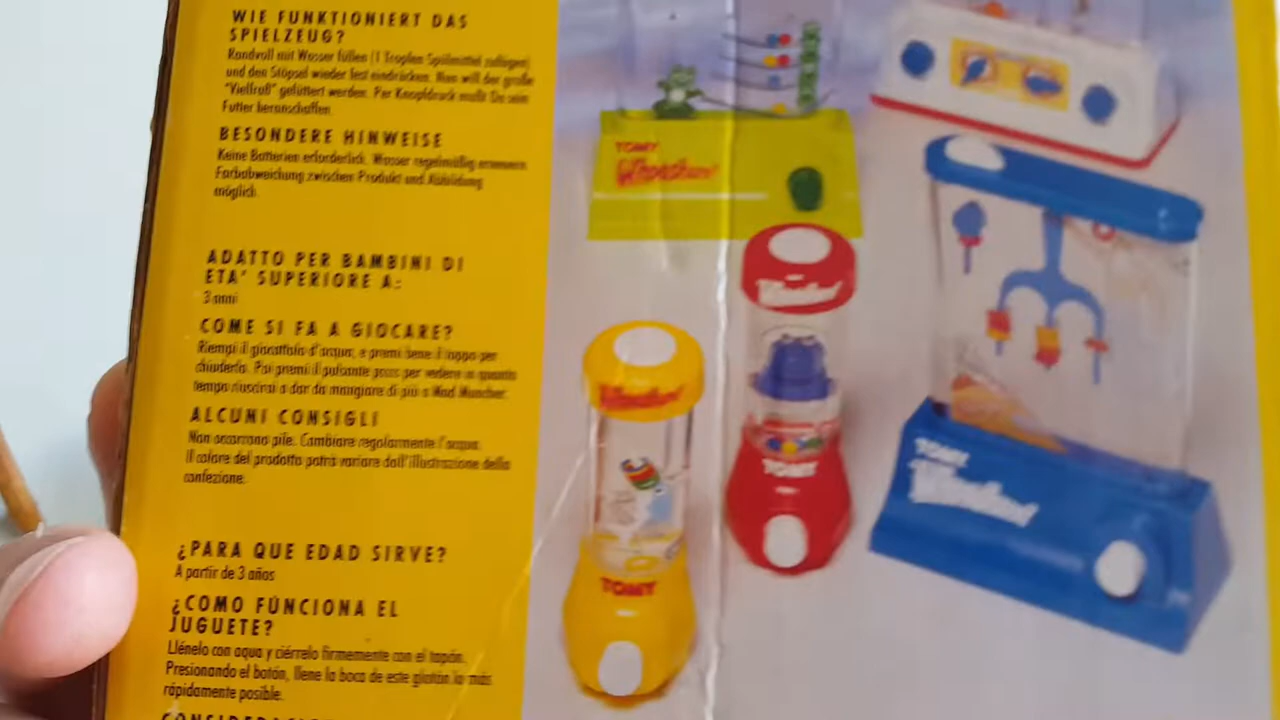 WIE FUNKTIONIERT DAS
SPIELZEUG?
Randvoll mit Wasser füllen (1 Tropfen Spülmittel zufügen)
und den Stöpsel wieder fest eindrücken. Nun will der große
"Vielfraß" gefüttert werden. Per Knopfdruck mußt Du sein
Futter heranschaffen.
BESONDERE HINWEISE
Keine Batterien erforderlich. Wasser regelmäßig erneuern.
Farbabweichung zwischen Produkt und Abbildung
möglich.
ADATTO PER BAMBINI DI
ETA' SUPERIORE A:
3 anni
COME SI FA A GIOCARE?
Riempi il giocattolo d'acqua, e premi bene il tappo per
chiuderlo. Poi premi il pulsante per vedere in quanto
tempo riuscirai a dar da mangiare di più a Mad Muncher.
ALCUNI CONSIGLI
Non occorrono pile. Cambiare regolarmente l'acqua.
Il colore del prodotto potrà variare dall'illustrazione della
confezione.
¿PARA QUE EDAD SIRVE?
A partir de 3 años
¿COMO FUNCIONA EL
JUGUETE?
Llénelo con agua y ciérrelo firmemente con el tapón.
Presionando el botón, llene la boca de este glotón lo más
rápidamente posible.
TOMY
TOMY
TOMY
TOMY